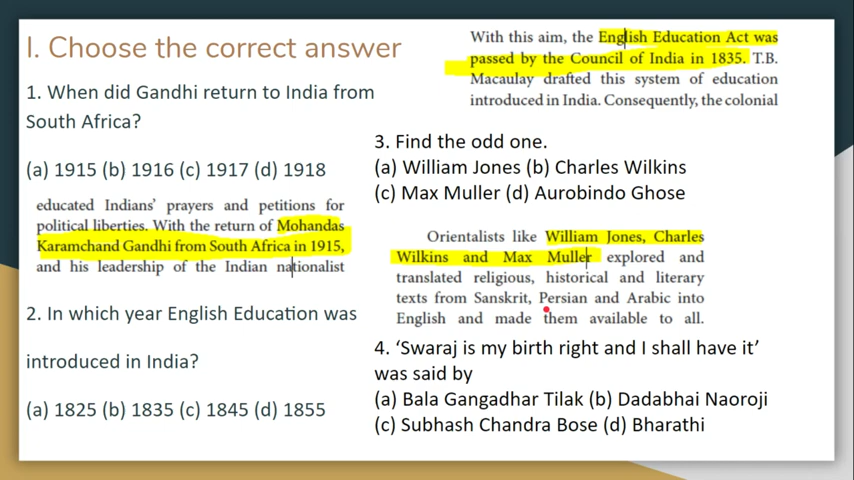 I. Choose the correct answer
1. When did Gandhi return to India from
South Africa?
(a) 1915 (b) 1916 (c) 1917 (d) 1918
educated Indians' prayers and petitions for
political liberties. With the return of Mohandas
Karamchand Gandhi from South Africa in 1915,
and his leadership of the Indian nationalist
2. In which year English Education was
introduced in India?
(a) 1825 (b) 1835 (c) 1845 (d) 1855
With this aim, the English Education Act was
passed by the Council of India in 1835. T.B.
Macaulay drafted this system of education
introduced in India. Consequently, the colonial
3. Find the odd one.
(a) William Jones (b) Charles Wilkins
(c) Max Muller (d) Aurobindo Ghose
Orientalists like William Jones, Charles
Wilkins and Max Muller explored and
translated religious, historical and literary
texts from Sanskrit, Persian and Arabic into
English and made them available to all.
4. ‘Swaraj is my birth right and I shall have it’
was said by
(a) Bala Gangadhar Tilak (b) Dadabhai Naoroji
(c) Subhash Chandra Bose (d) Bharathi